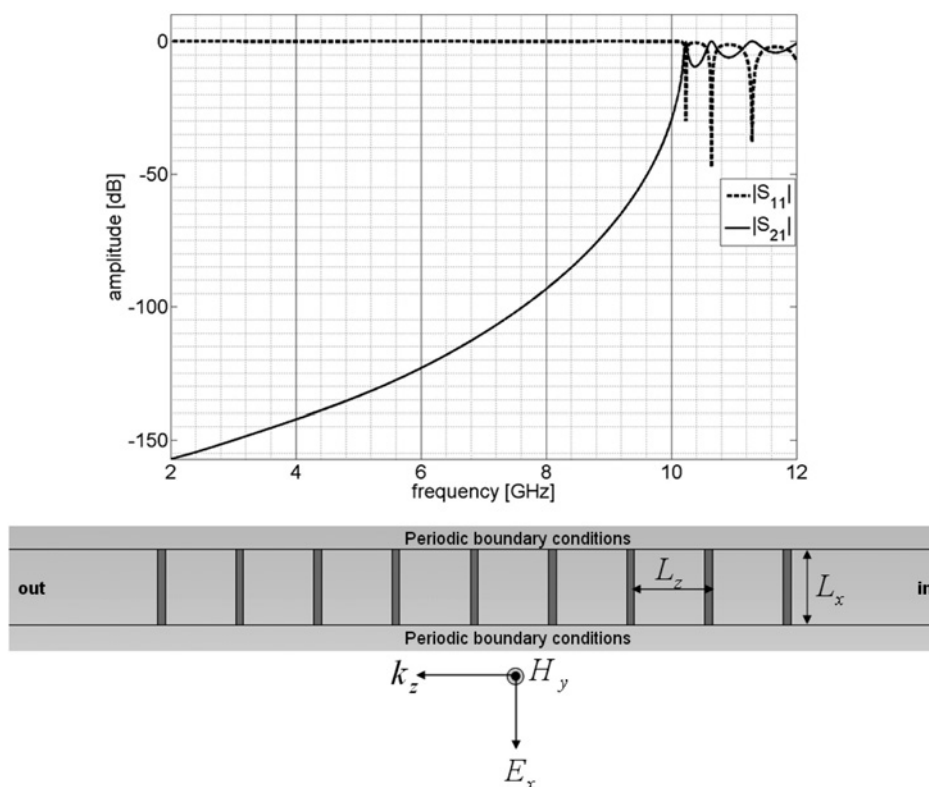 0
-50
-100
-150
amplitude [dB]
|S11|
|S21|
2 4 6 8 10 12
frequency [GHz]
Periodic boundary conditions
out
Lz
Lx
in
Periodic boundary conditions
kz
Hy
Ex